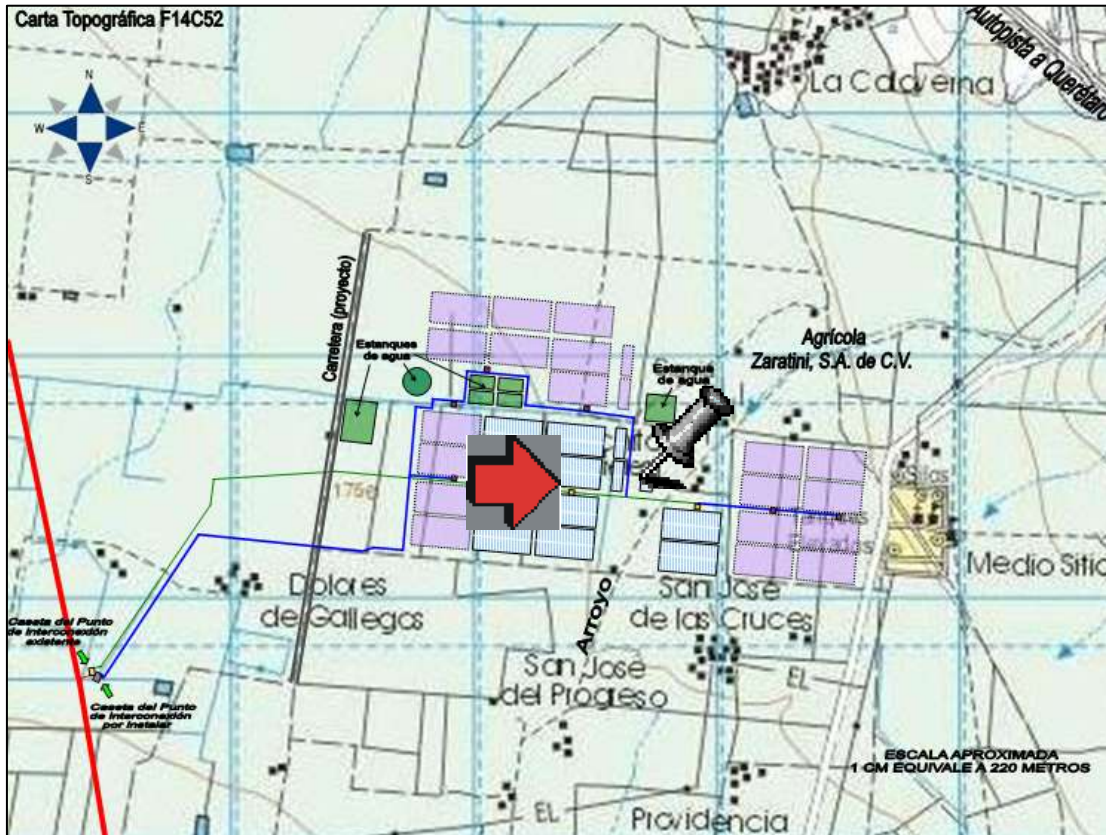 Carta Topográfica F14C52
N
W
E
S
Autopista a Querétaro
La Calaverna
Carretera (proyecto)
Estanques
de agua
Estanque
de agua
Agrícola
Zaratini, S.A. de C.V.
1756
Silos
Medio Sitio
Dolores
de Gallegos
San José
de las Cruces
Arroyo
San José
del Progreso
EL
Caseta del Punto
de Interconexión
existente
Caseta del Punto
de Interconexión
por Instalar
ESCALA APROXIMADA
1 CM EQUIVALE A 220 METROS
EL
Providencia